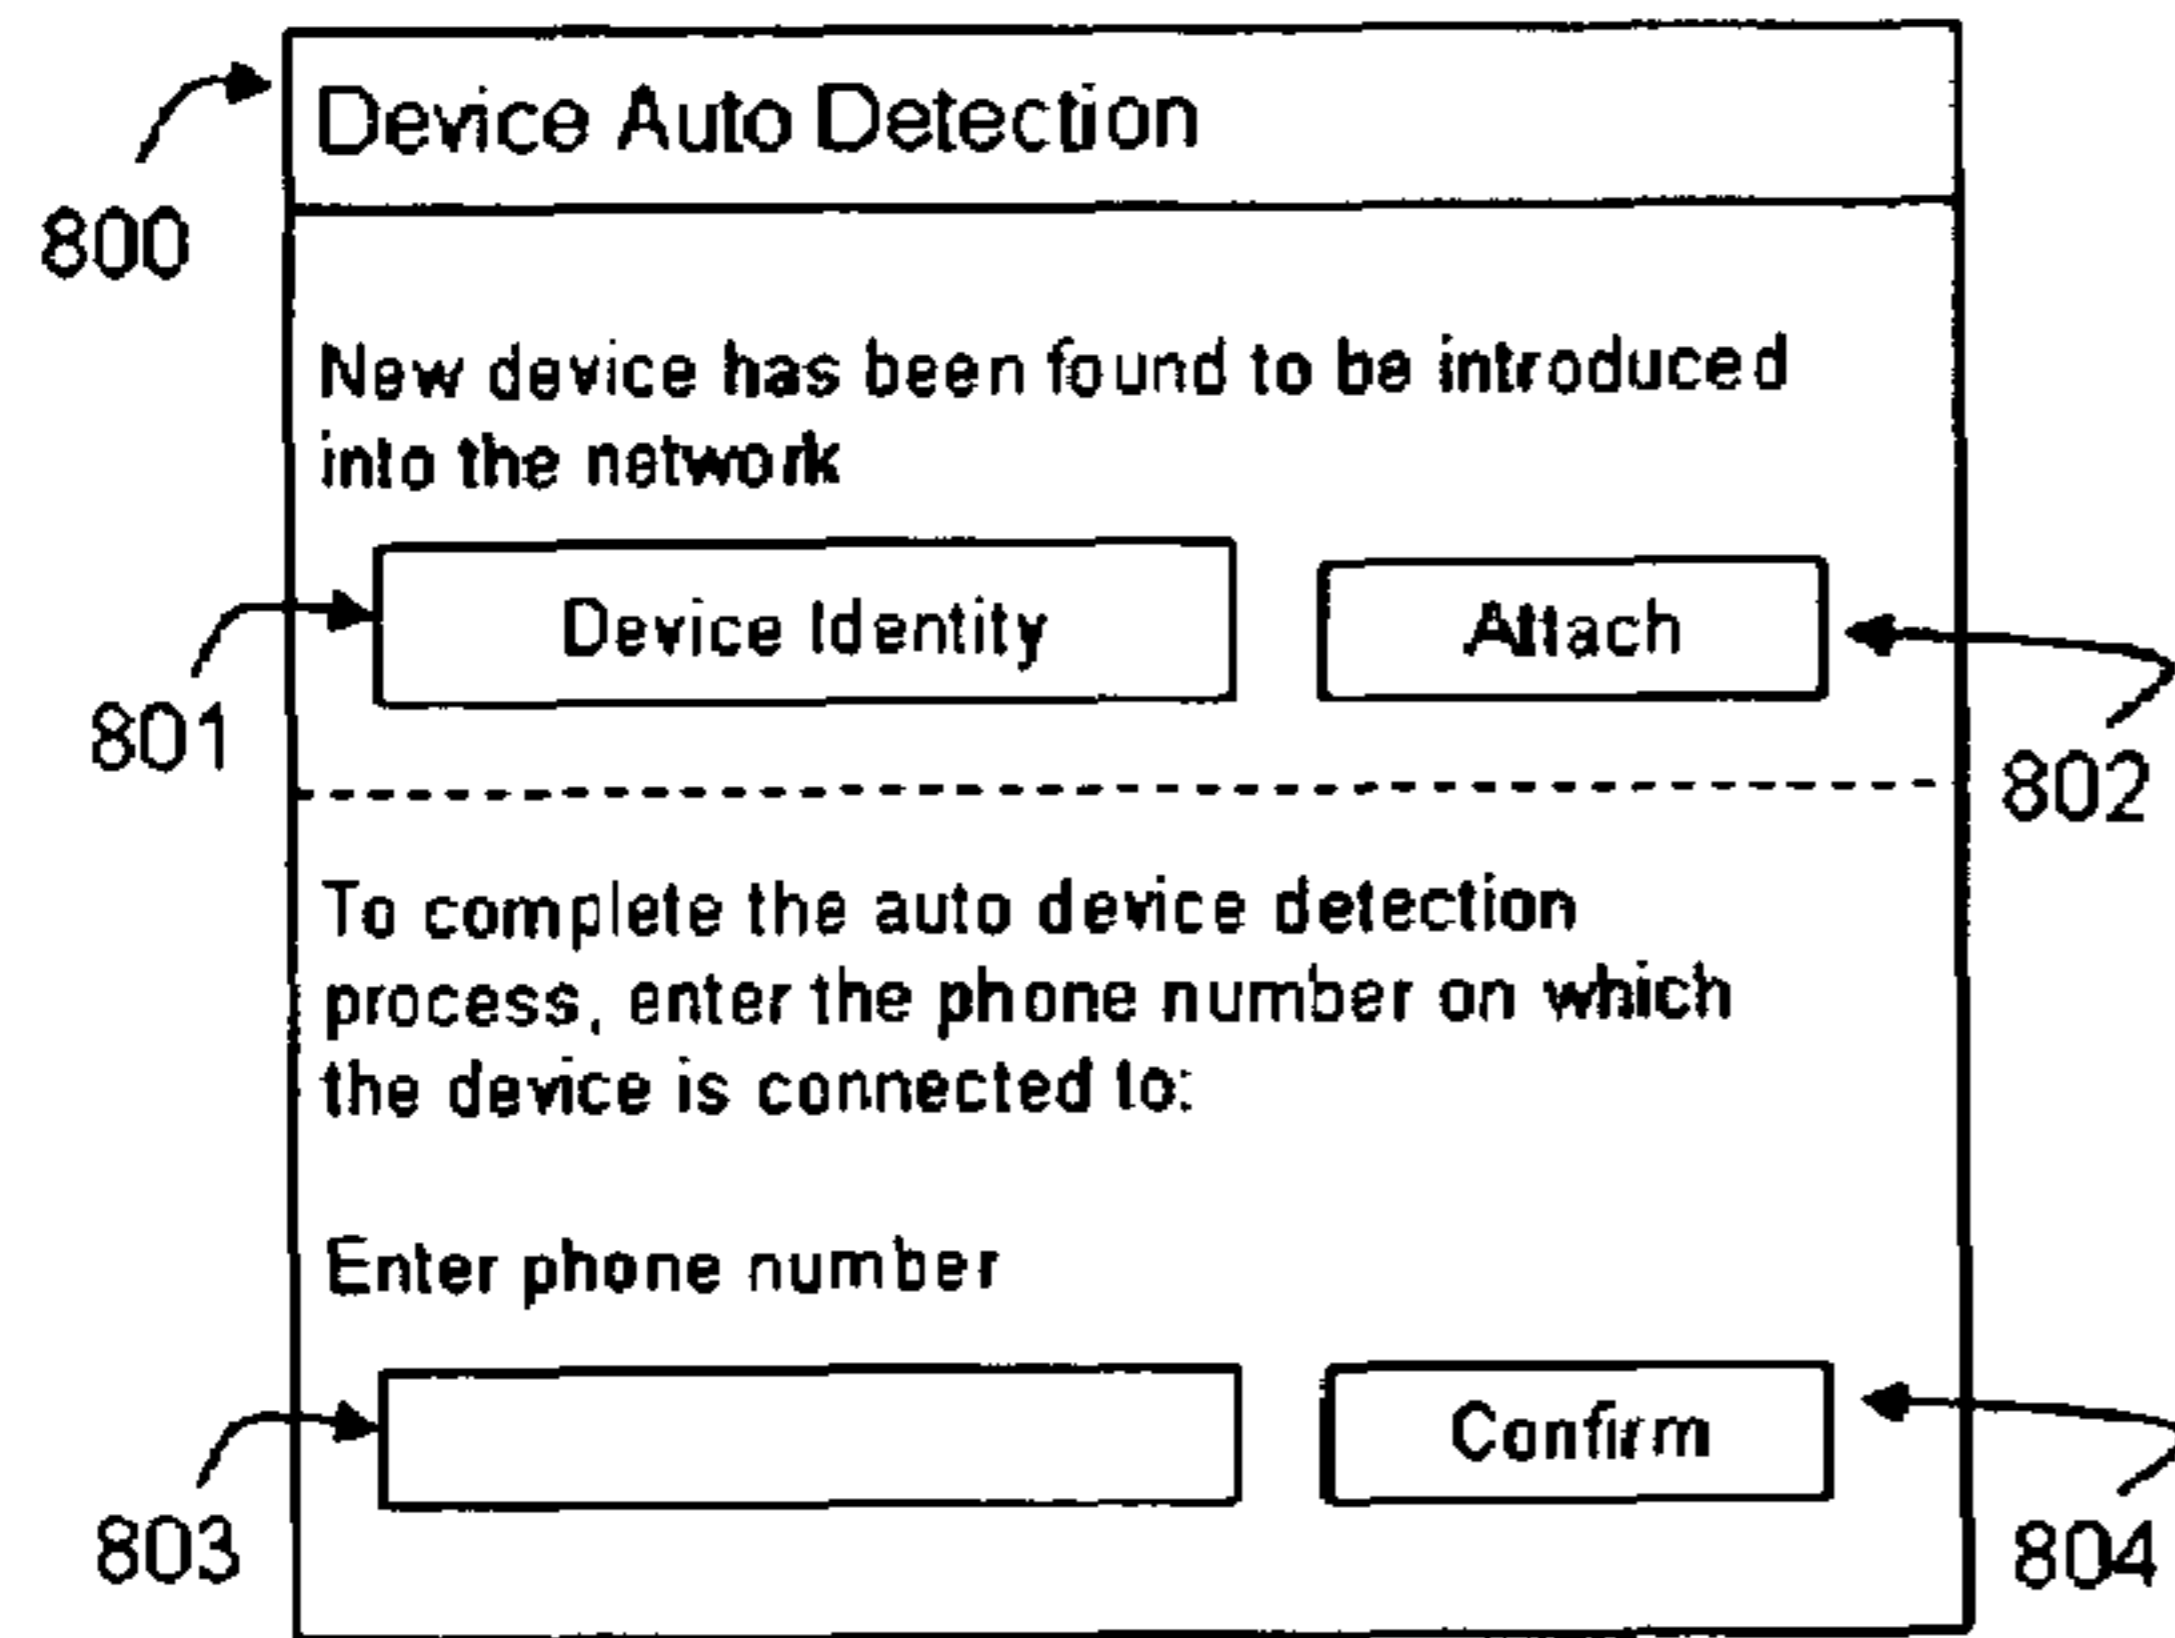 Device Auto Detection
800
New device has been found to be introduced
into the network
Device Identity
Attach
801
802
To complete the auto device detection
process, enter the phone number on which
the device is connected to:
Enter phone number
Confirm
803
804